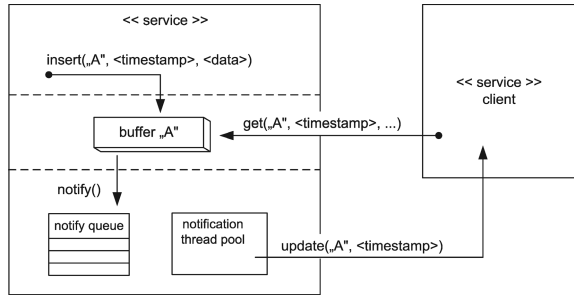 << service >>
insert(„A", <timestamp>, <data>)
buffer „A"
get(„A", <timestamp>, ...)
<< service >>
client
notify()
notify queue
notification
thread pool
update(„A", <timestamp>)